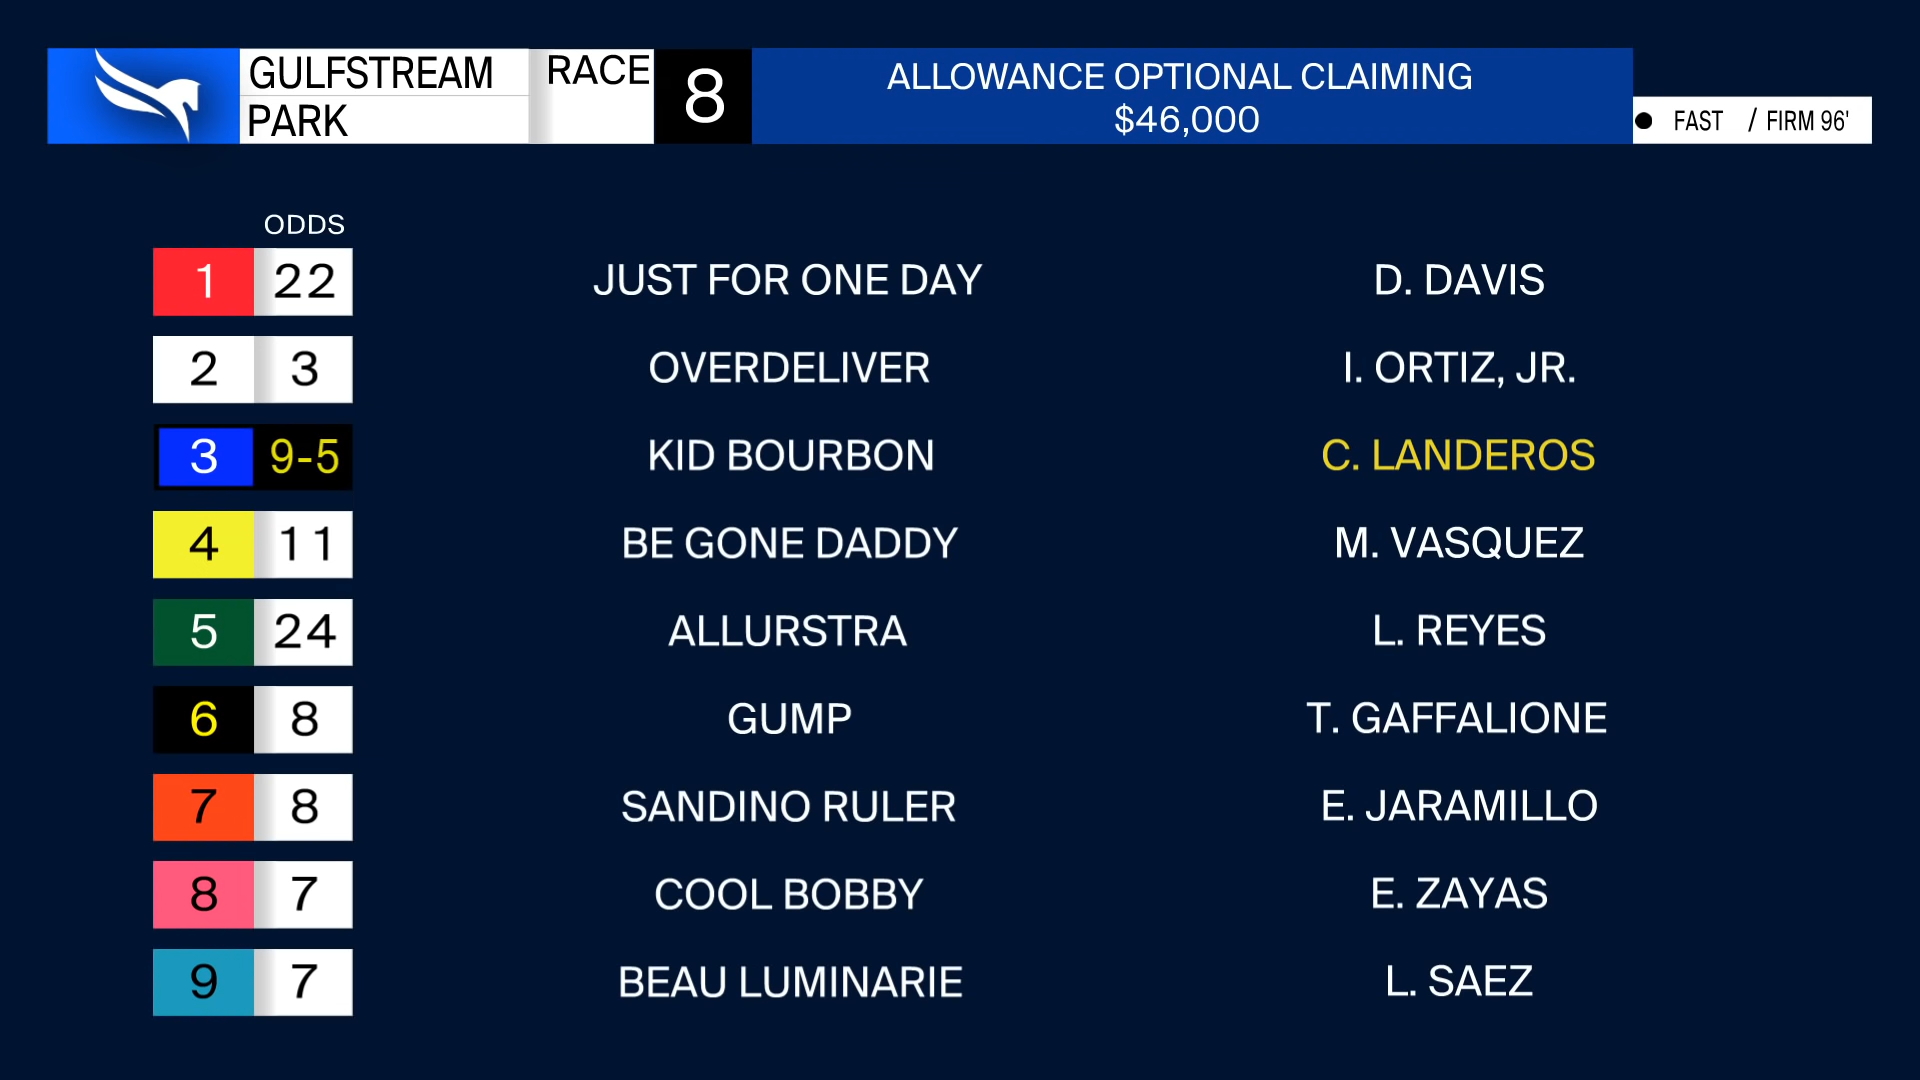 GULFSTREAM
PARK
RACE
8
ALLOWANCE OPTIONAL CLAIMING
$46,000
FAST / FIRM 96'
ODDS
1 22 JUST FOR ONE DAY D. DAVIS
2 3 OVERDELIVER I. ORTIZ, JR.
3 9-5 KID BOURBON C. LANDEROS
4 11 BE GONE DADDY M. VASQUEZ
5 24 ALLURSTRA L. REYES
6 8 GUMP T. GAFFALIONE
7 8 SANDINO RULER E. JARAMILLO
8 7 COOL BOBBY E. ZAYAS
9 7 BEAU LUMINARIE L. SAEZ